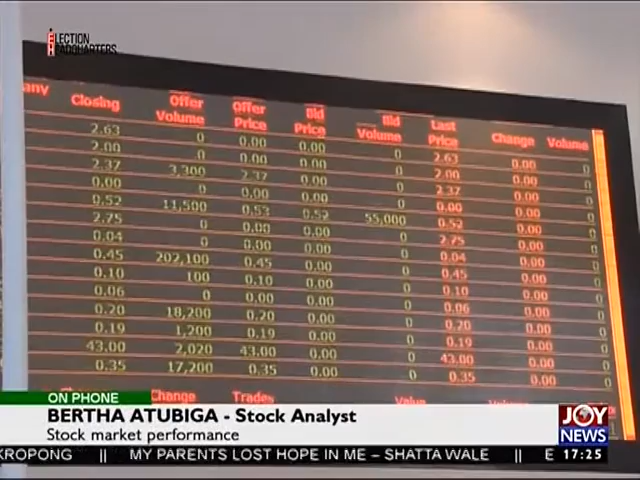 ELECTION
HEADQUARTERS
any Closing Offer Volume Offer Price Bid Price Bid Volume Last Price Change Volume
2.63 0 0.00 0.00 0 2.63 0.00 0
2.00 0 0.00 0.00 0 2.00 0.00 0
2.37 3,300 2.37 0.00 0 2.37 0.00 0
0.00 0 0.00 0.00 0 0.00 0.00 0
0.52 11,500 0.53 0.52 55,000 0.52 0.00 0
2.75 0 0.00 0.00 0 2.75 0.00 0
0.04 0 0.00 0.00 0 0.04 0.00 0
0.45 202,100 0.45 0.00 0 0.45 0.00 0
0.10 100 0.10 0.00 0 0.10 0.00 0
0.06 0 0.00 0.00 0 0.06 0.00 0
0.20 18,200 0.20 0.00 0 0.20 0.00 0
0.19 1,200 0.19 0.00 0 0.19 0.00 0
43.00 2,020 43.00 0.00 0 43.00 0.00 0
0.35 17,200 0.35 0.00 0 0.35 0.00 0
Change Trades Value
ON PHONE
BERTHA ATUBIGA - Stock Analyst
Stock market performance
JOY
NEWS
KROPONG || MY PARENTS LOST HOPE IN ME – SHATTA WALE || E 17:25